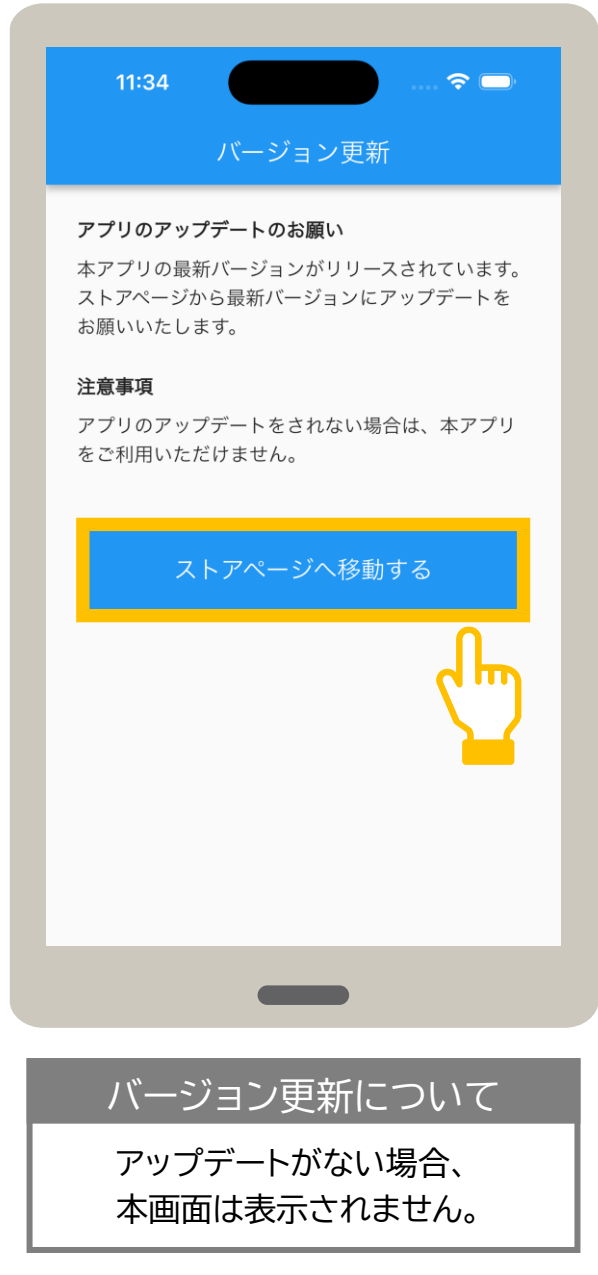 11:34
バージョン更新
アプリのアップデートのお願い
本アプリの最新バージョンがリリースされています。
ストアページから最新バージョンにアップデートを
お願いいたします。
注意事項
アプリのアップデートをされない場合は、本アプリ
をご利用いただけません。
ストアページへ移動する
バージョン更新について
アップデートがない場合、
本画面は表示されません。